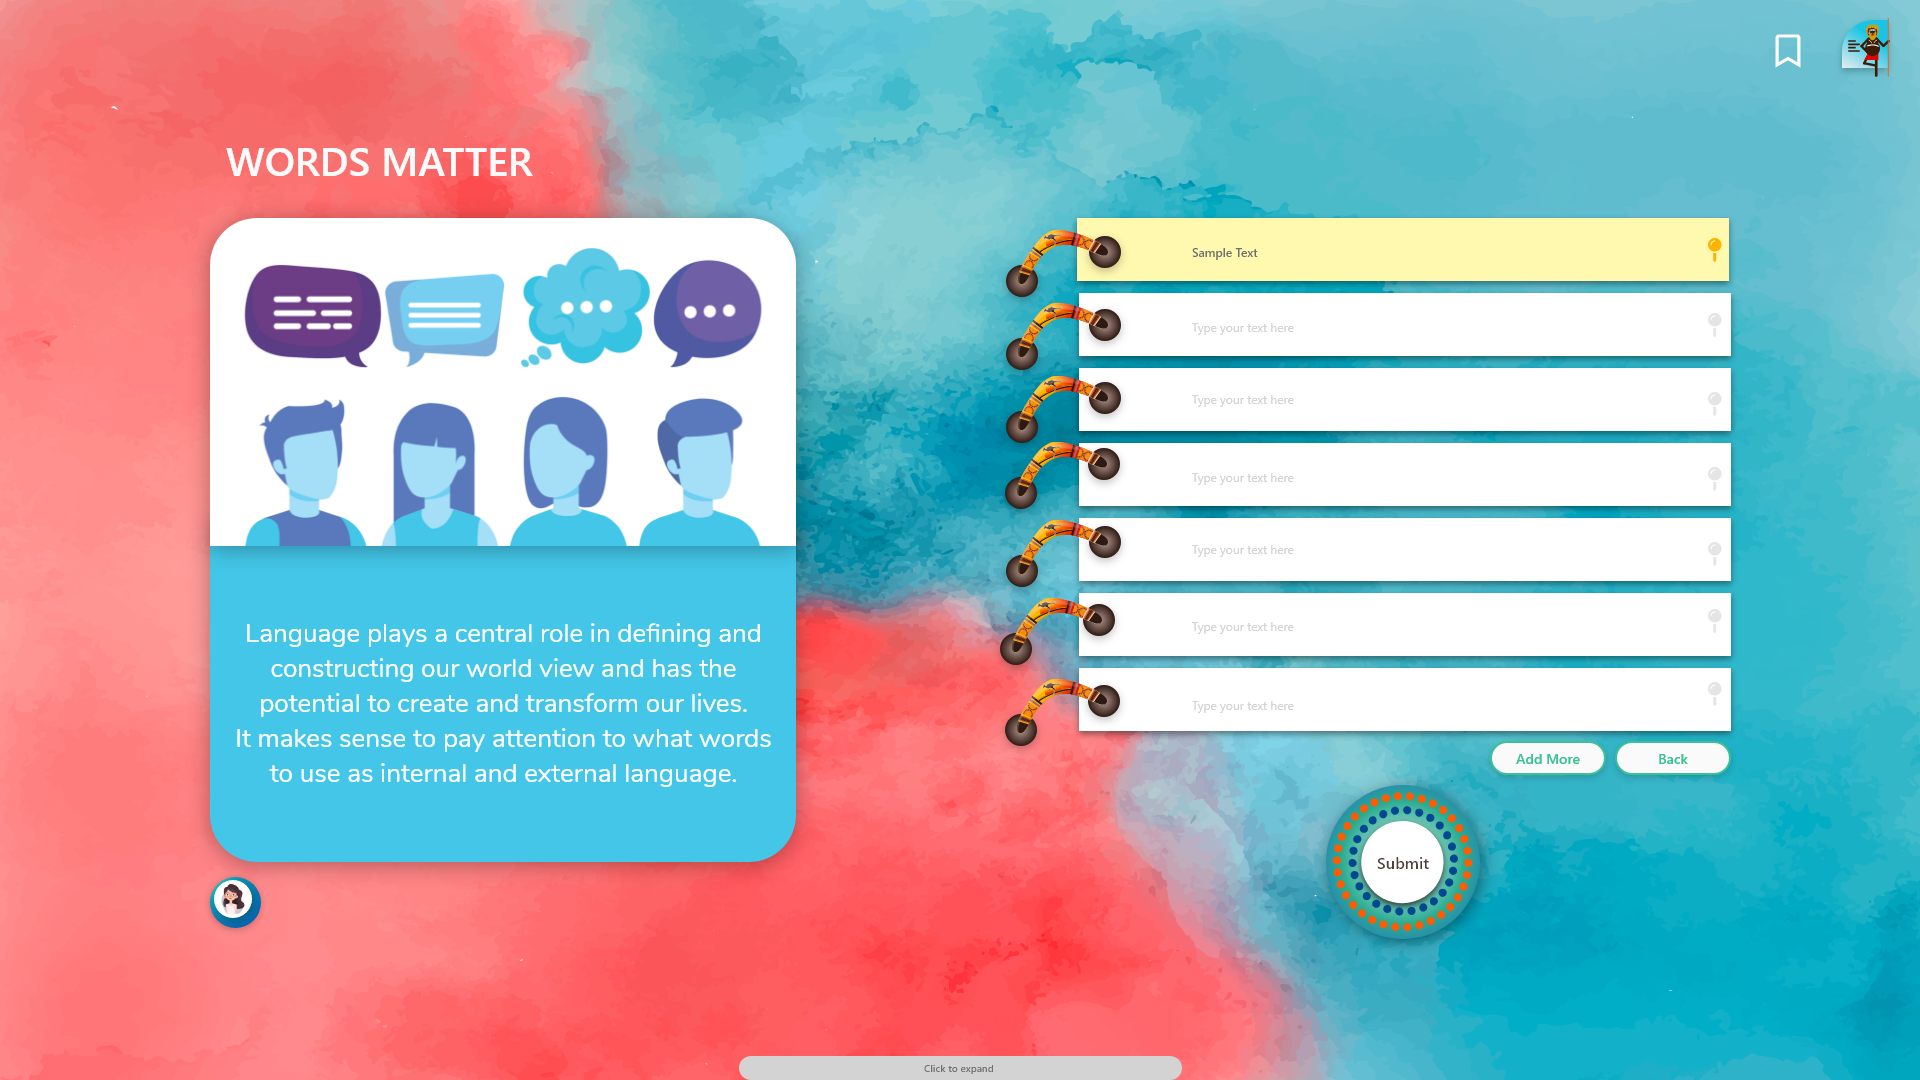 WORDS MATTER
Language plays a central role in defining and
constructing our world view and has the
potential to create and transform our lives.
It makes sense to pay attention to what words
to use as internal and external language.
Sample Text
Type your text here
Type your text here
Type your text here
Type your text here
Type your text here
Type your text here
Add More
Back
Submit
Click to expand